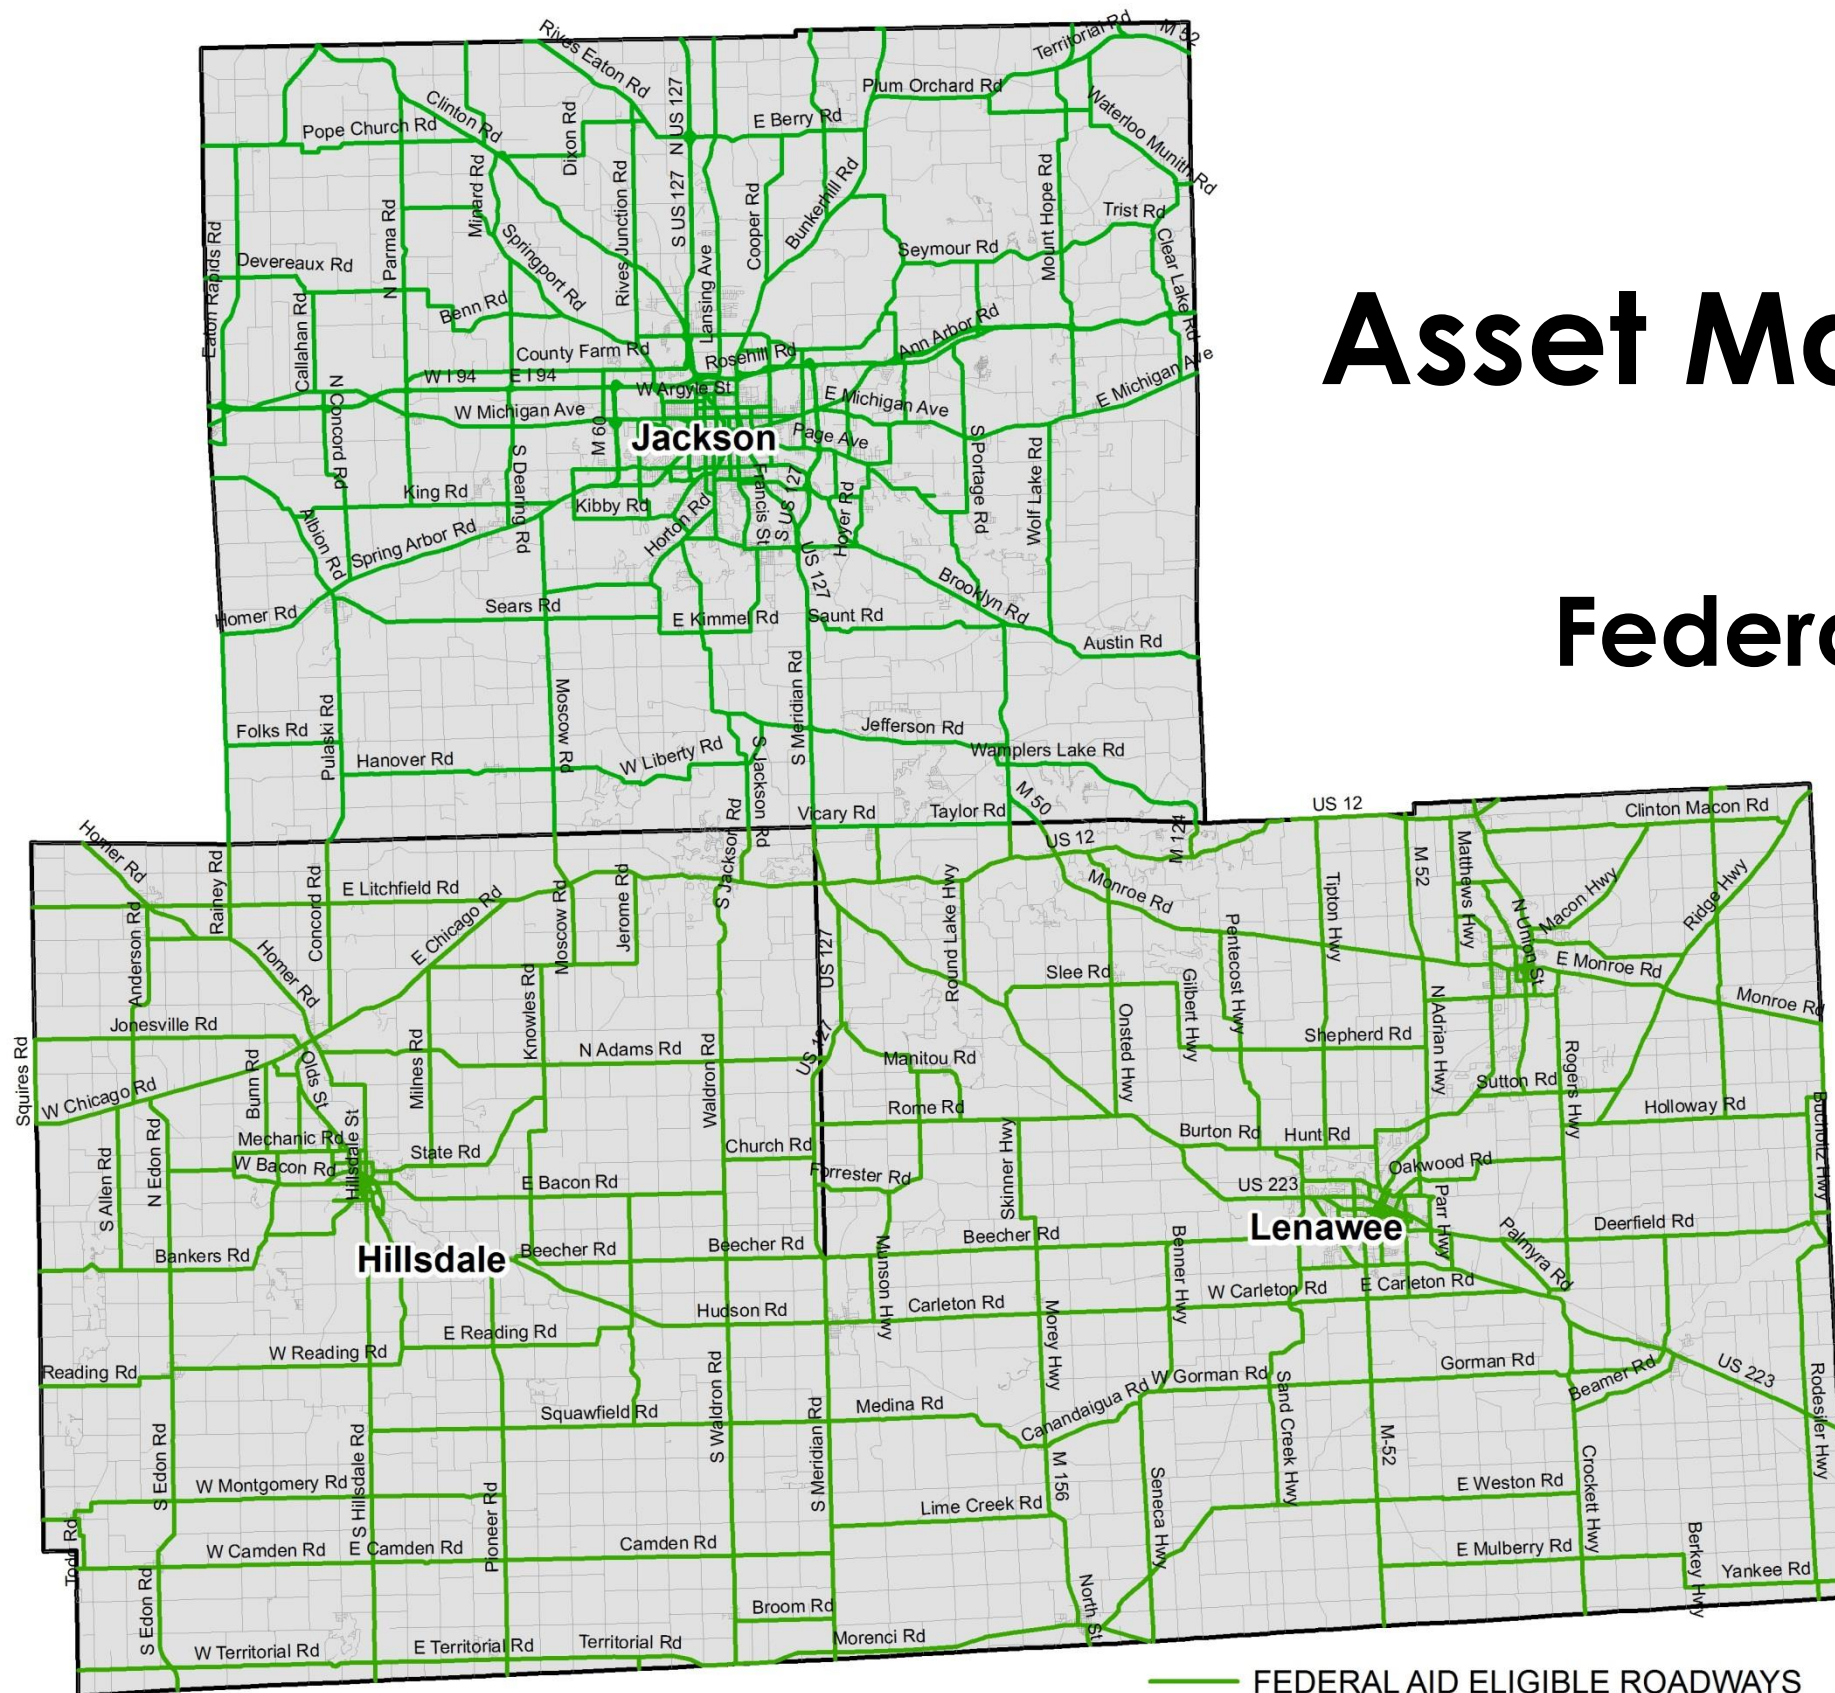 Rives Eaton Rd
Territorial Rd
M 52
Plum Orchard Rd
Clinton Rd
Pope Church Rd
Dixon Rd
N US 127
E Berry Rd
Waterloo Munith Rd
Minard Rd
Rives Junction Rd
S US 127
Cooper Rd
Bunkerhill Rd
Mount Hope Rd
Trist Rd
Eaton Rapids Rd
Devereaux Rd
N Parma Rd
Springport Rd
Seymour Rd
Clear Lake Rd
Callahan Rd
Benn Rd
Lansing Ave
Ann Arbor Rd
Asset Ma
County Farm Rd
Rosehill Rd
W I 94
E I 94
W Argyle St
E Michigan Ave
E Michigan Ave
N Concord Rd
W Michigan Ave
M 60
Jackson
Page Ave
S Dearing Rd
S Portage Rd
Wolf Lake Rd
King Rd
Kibby Rd
Francis St
S US 127
Hoyer Rd
Albion Rd
Spring Arbor Rd
Horton Rd
US 127
Brooklyn Rd
Homer Rd
Sears Rd
E Kimmel Rd
Saunt Rd
Austin Rd
Federa
Folks Rd
Pulaski Rd
Hanover Rd
Moscow Rd
W Liberty Rd
S Jackson Rd
S Meridian Rd
Jefferson Rd
Wamplers Lake Rd
M 50
Vicary Rd
Taylor Rd
US 12
Clinton Macon Rd
Homer Rd
Rainey Rd
S Jackson Rd
US 12
M 124
E Litchfield Rd
Concord Rd
E Chicago Rd
Moscow Rd
Jerome Rd
Round Lake Hwy
Monroe Rd
Tipton Hwy
M 52
Matthews Hwy
N Union St
Macon Hwy
Ridge Hwy
Anderson Rd
Homer Rd
Knowles Rd
US 127
Slee Rd
Gilbert Hwy
Pentecost Hwy
E Monroe Rd
Monroe Rd
Squires Rd
Jonesville Rd
Olds St
Milnes Rd
N Adams Rd
Waldron Rd
US 127
Manitou Rd
Onsted Hwy
Shepherd Rd
N Adrian Hwy
Rogers Hwy
W Chicago Rd
Bunn Rd
Rome Rd
Sutton Rd
Holloway Rd
Bucholtz Hwy
S Allen Rd
N Edon Rd
Mechanic Rd
W Bacon Rd
Hillsdale St
State Rd
Church Rd
Skinner Hwy
Burton Rd
Hunt Rd
Oakwood Rd
E Bacon Rd
Forrester Rd
US 223
Parr Hwy
Lenawee
Deerfield Rd
Bankers Rd
Hillsdale
Beecher Rd
Beecher Rd
Munson Hwy
Beecher Rd
Benner Hwy
Palmyra Rd
Hudson Rd
Carleton Rd
W Carleton Rd
E Carleton Rd
Reading Rd
W Reading Rd
E Reading Rd
Morey Hwy
W Gorman Rd
Gorman Rd
Beamer Rd
US 223
Rodesiler Hwy
Squawfield Rd
S Waldron Rd
S Meridian Rd
Medina Rd
Canandaigua Rd
Sand Creek Hwy
S Edon Rd
W Montgomery Rd
S Hillsdale Rd
Pioneer Rd
Lime Creek Rd
M 156
Seneca Hwy
M-52
E Weston Rd
Crockett Hwy
Todd Rd
W Camden Rd
E Camden Rd
Camden Rd
E Mulberry Rd
Berkey Hwy
Yankee Rd
S Edon Rd
Broom Rd
North St
W Territorial Rd
E Territorial Rd
Territorial Rd
Morenci Rd
FEDERAL AID ELIGIBLE ROADWAYS